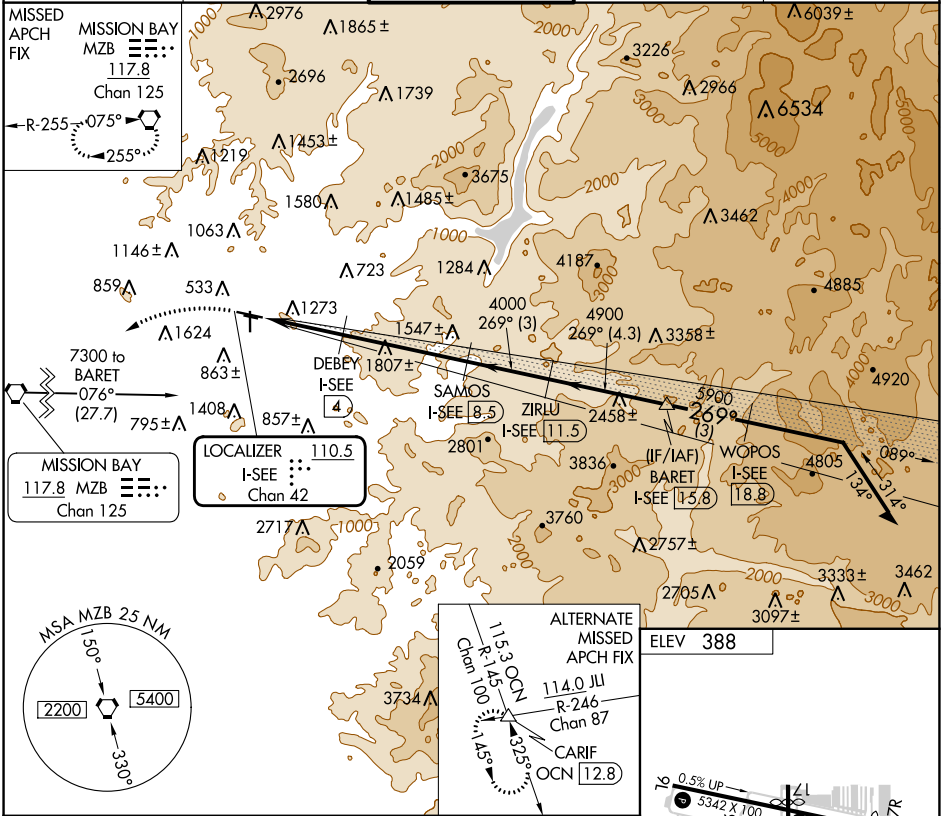 MISSED
APCH
FIX
MISSION BAY
MZB
117.8
Chan 125
R-255
075°
255°
2976
1865±
6039±
3226
2696
1739
2966
6534
1000
3000
5000
1453±
1219
2000
3675
2000
4000
1580
1485±
3462
1063
1000
1146±
723
1284
4187
4885
859
533
1273
4000
269° (3)
4900
269° (4.3)
3358±
1624
1547±
7300 to
BARET
076°
(27.7)
863±
DEBEY
I-SEE
4
1807±
4000
4920
SAMOS
I-SEE 8.5
5900
269°
(3)
795±
1408
857±
ZIRLU
I-SEE 11.5
2458±
089°
MISSION BAY
117.8 MZB
Chan 125
LOCALIZER 110.5
I-SEE
Chan 42
2801
3836
(IF/IAF)
BARET
I-SEE 15.8
WOPOS
I-SEE
18.8
4805
134°
314°
2717
1000
3760
2000
2757±
2059
2000
3333±
3462
3000
2705
3097±
MSA MZB 25 NM
150°
2200
5400
330°
3734
ALTERNATE
MISSED
APCH FIX
115.3 OCN
R-145
Chan 100
114.0 JLI
R-246
Chan 87
145°
325°
CARIF
OCN 12.8
ELEV 388
0.5% UP
5342 X 100
P
17